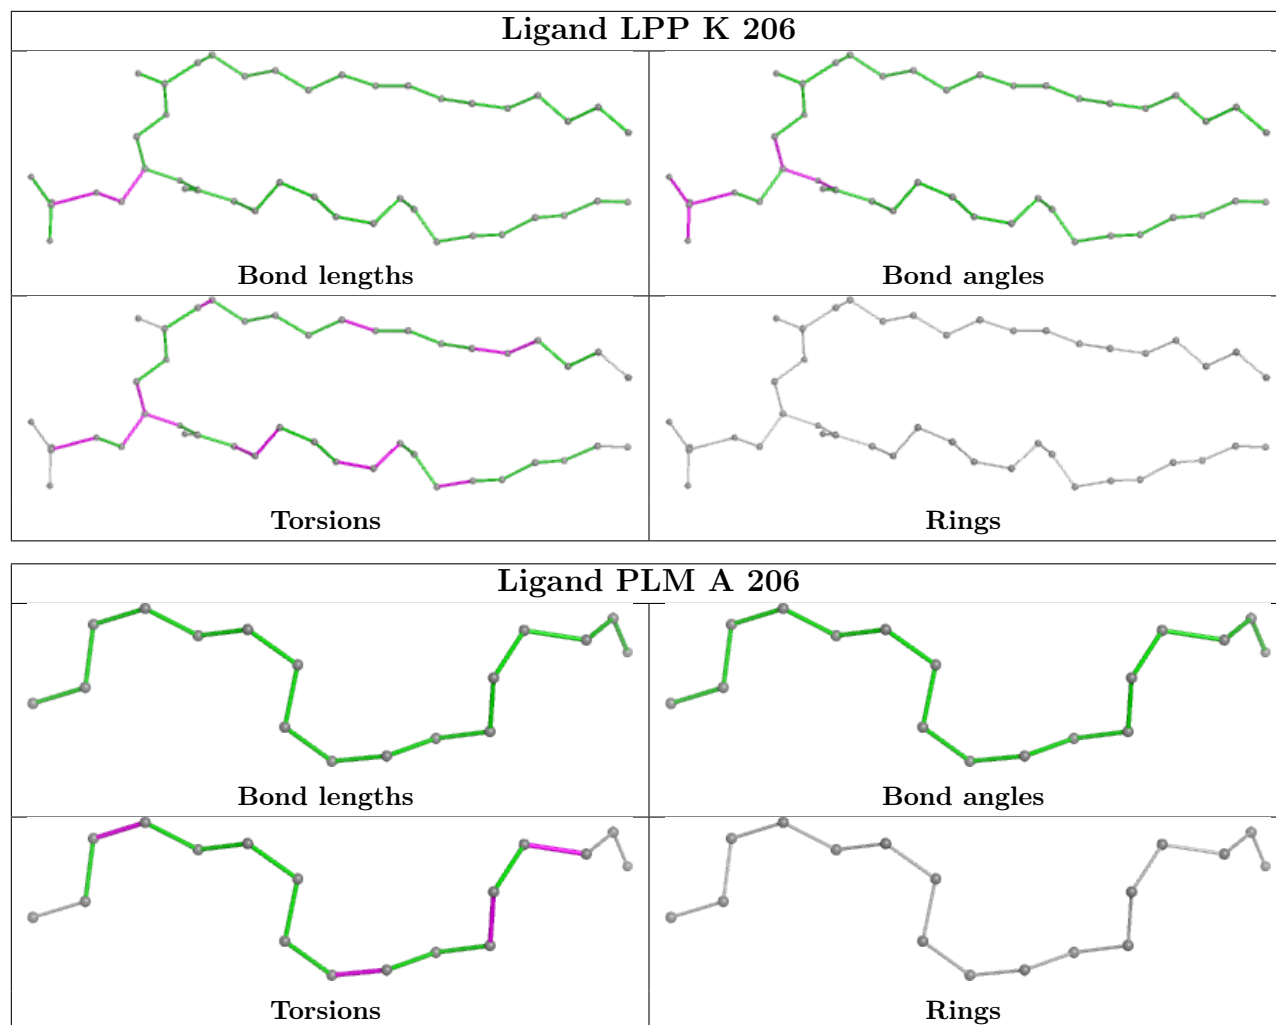 Ligand LPP K 206
Bond lengths
Bond angles
Torsions
Rings
Ligand PLM A 206
Bond lengths
Bond angles
Torsions
Rings